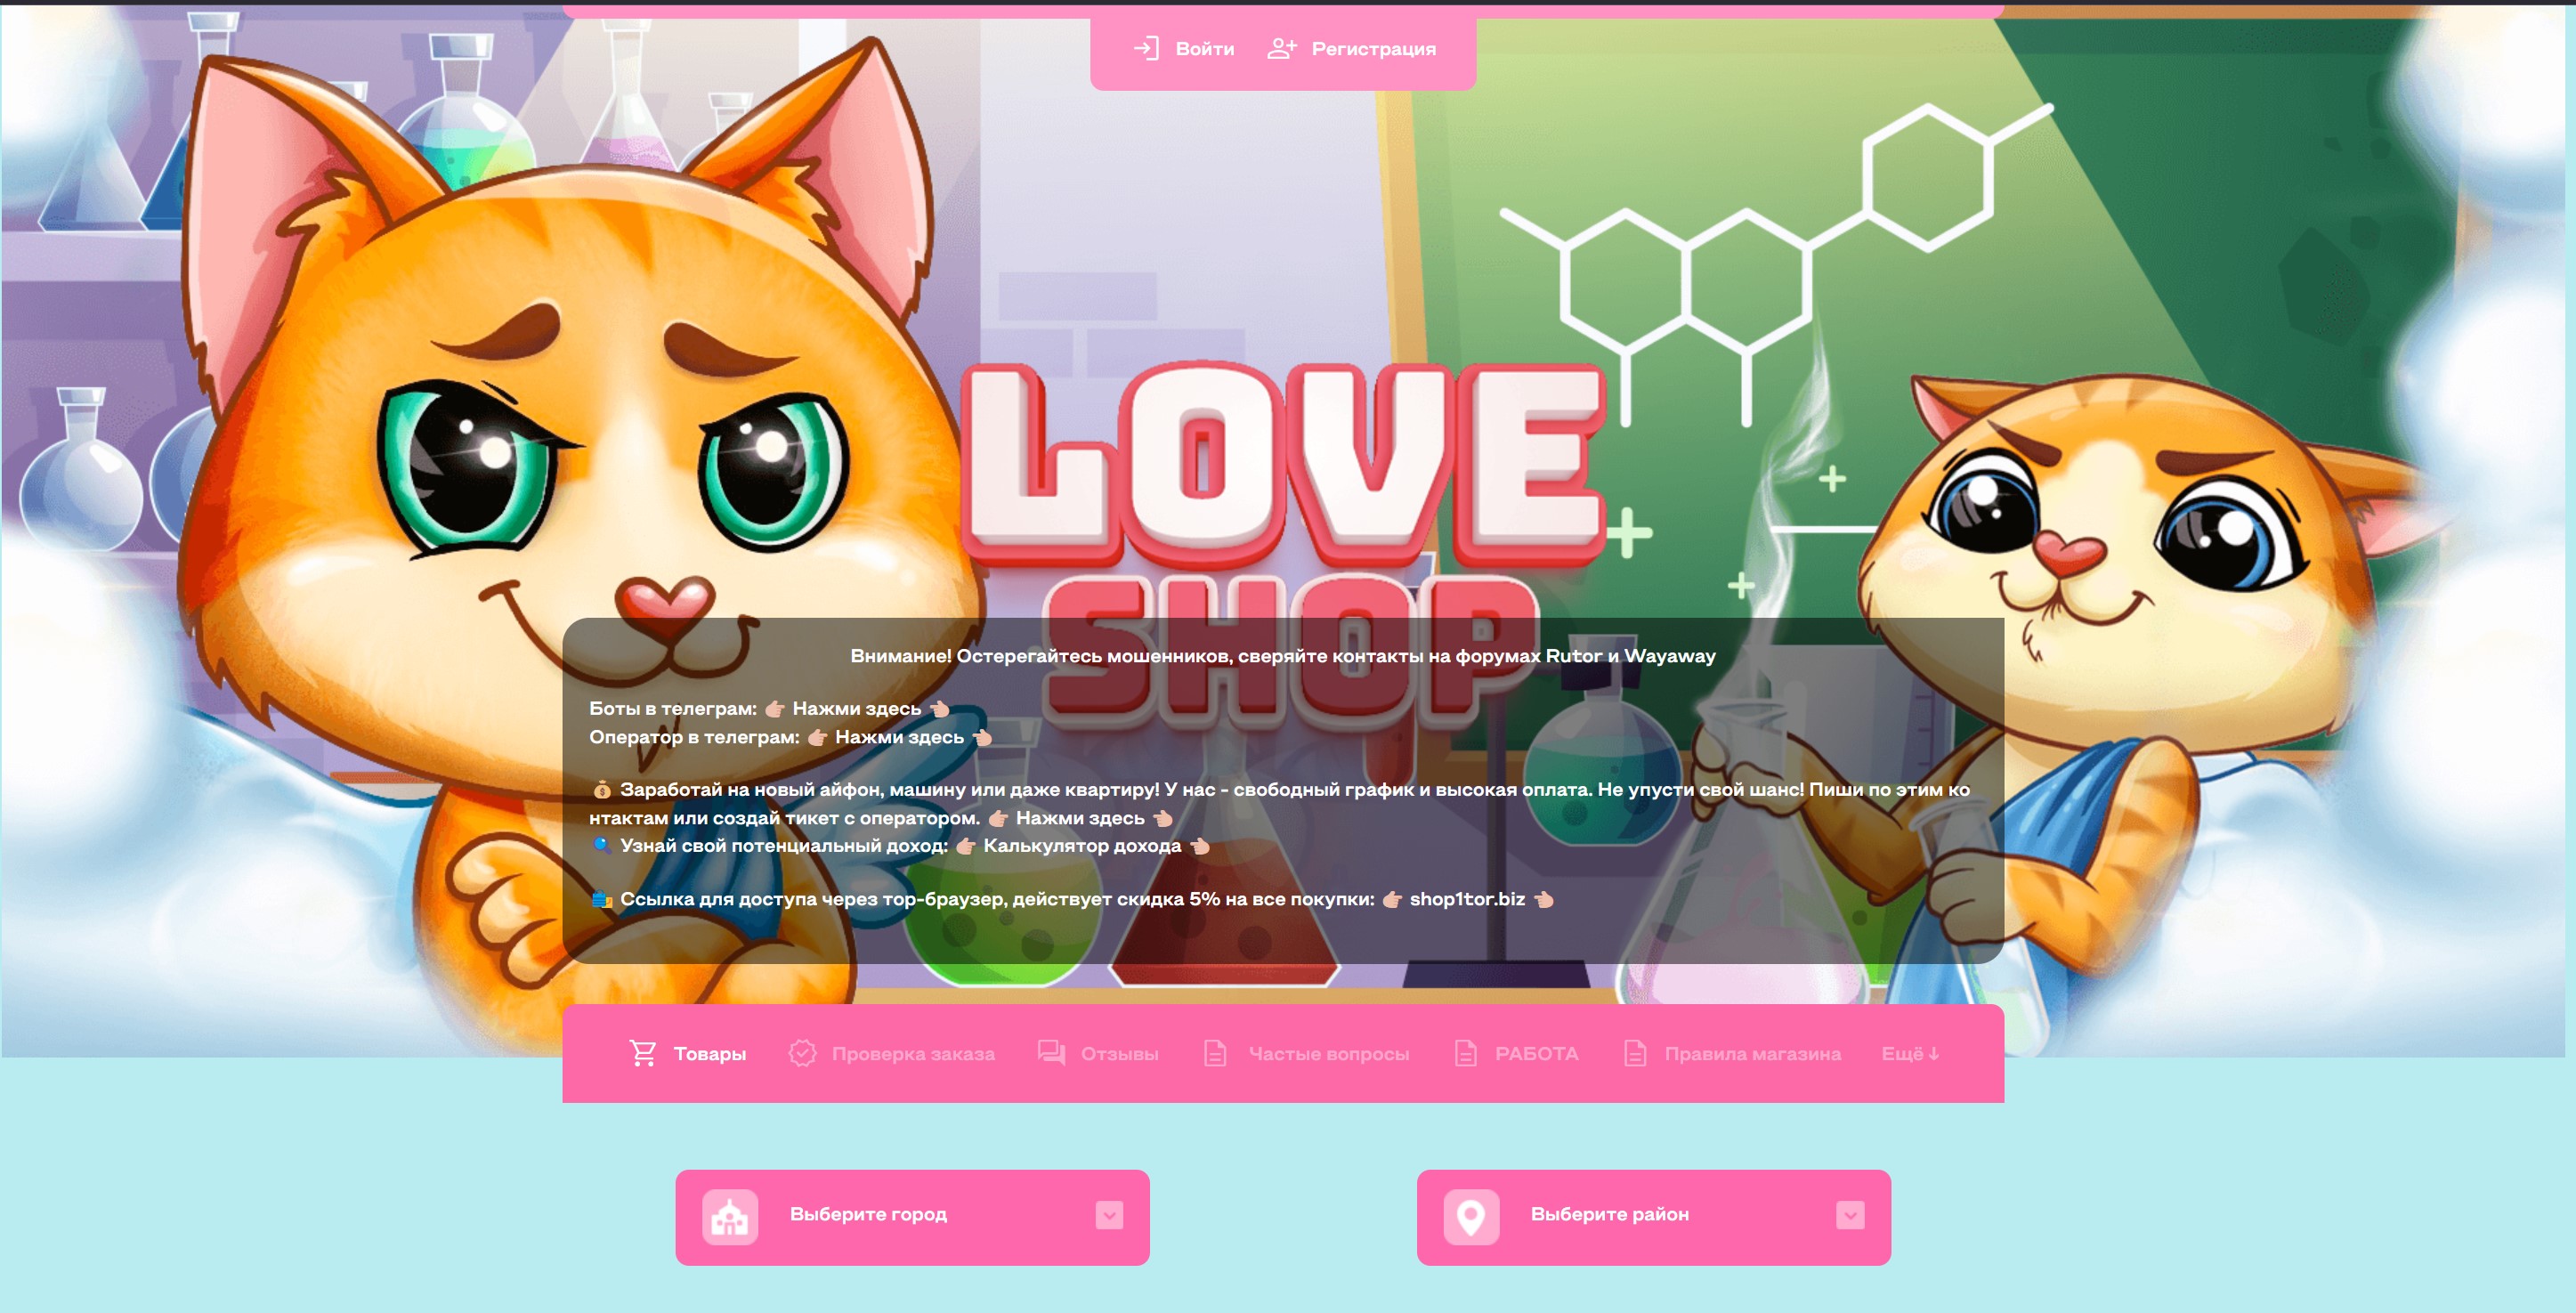 Войти Регистрация
LOVE
SHOP
Внимание! Остерегайтесь мошенников, сверяйте контакты на форумах Rutor и Wayaway
Боты в телеграм: 👉🏼 Нажми здесь 👈🏼
Оператор в телеграм: 👉🏼 Нажми здесь 👈🏼
💰 Заработай на новый айфон, машину или даже квартиру! У нас - свободный график и высокая оплата. Не упусти свой шанс! Пиши по этим ко
нтактам или создай тикет с оператором. 👉🏼 Нажми здесь 👈🏼
🔍 Узнай свой потенциальный доход: 👉🏼 Калькулятор дохода 👈🏼
🛍️ Ссылка для доступа через тор-браузер, действует скидка 5% на все покупки: 👉🏼 shop1tor.biz 👈🏼
Товары Проверка заказа Отзывы Частые вопросы РАБОТА Правила магазина Ещё ↓
Выберите город Выберите район